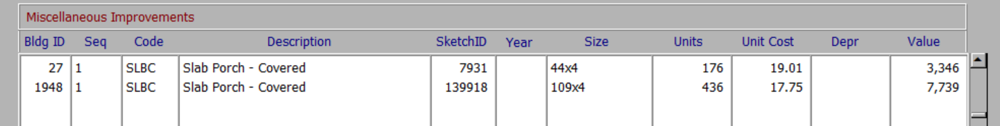 Miscellaneous Improvements
Bldg ID Seq Code Description SketchID Year Size Units Unit Cost Depr Value
27 1 SLBC Slab Porch - Covered 7931 44x4 176 19.01 3,346
1948 1 SLBC Slab Porch - Covered 139918 109x4 436 17.75 7,739